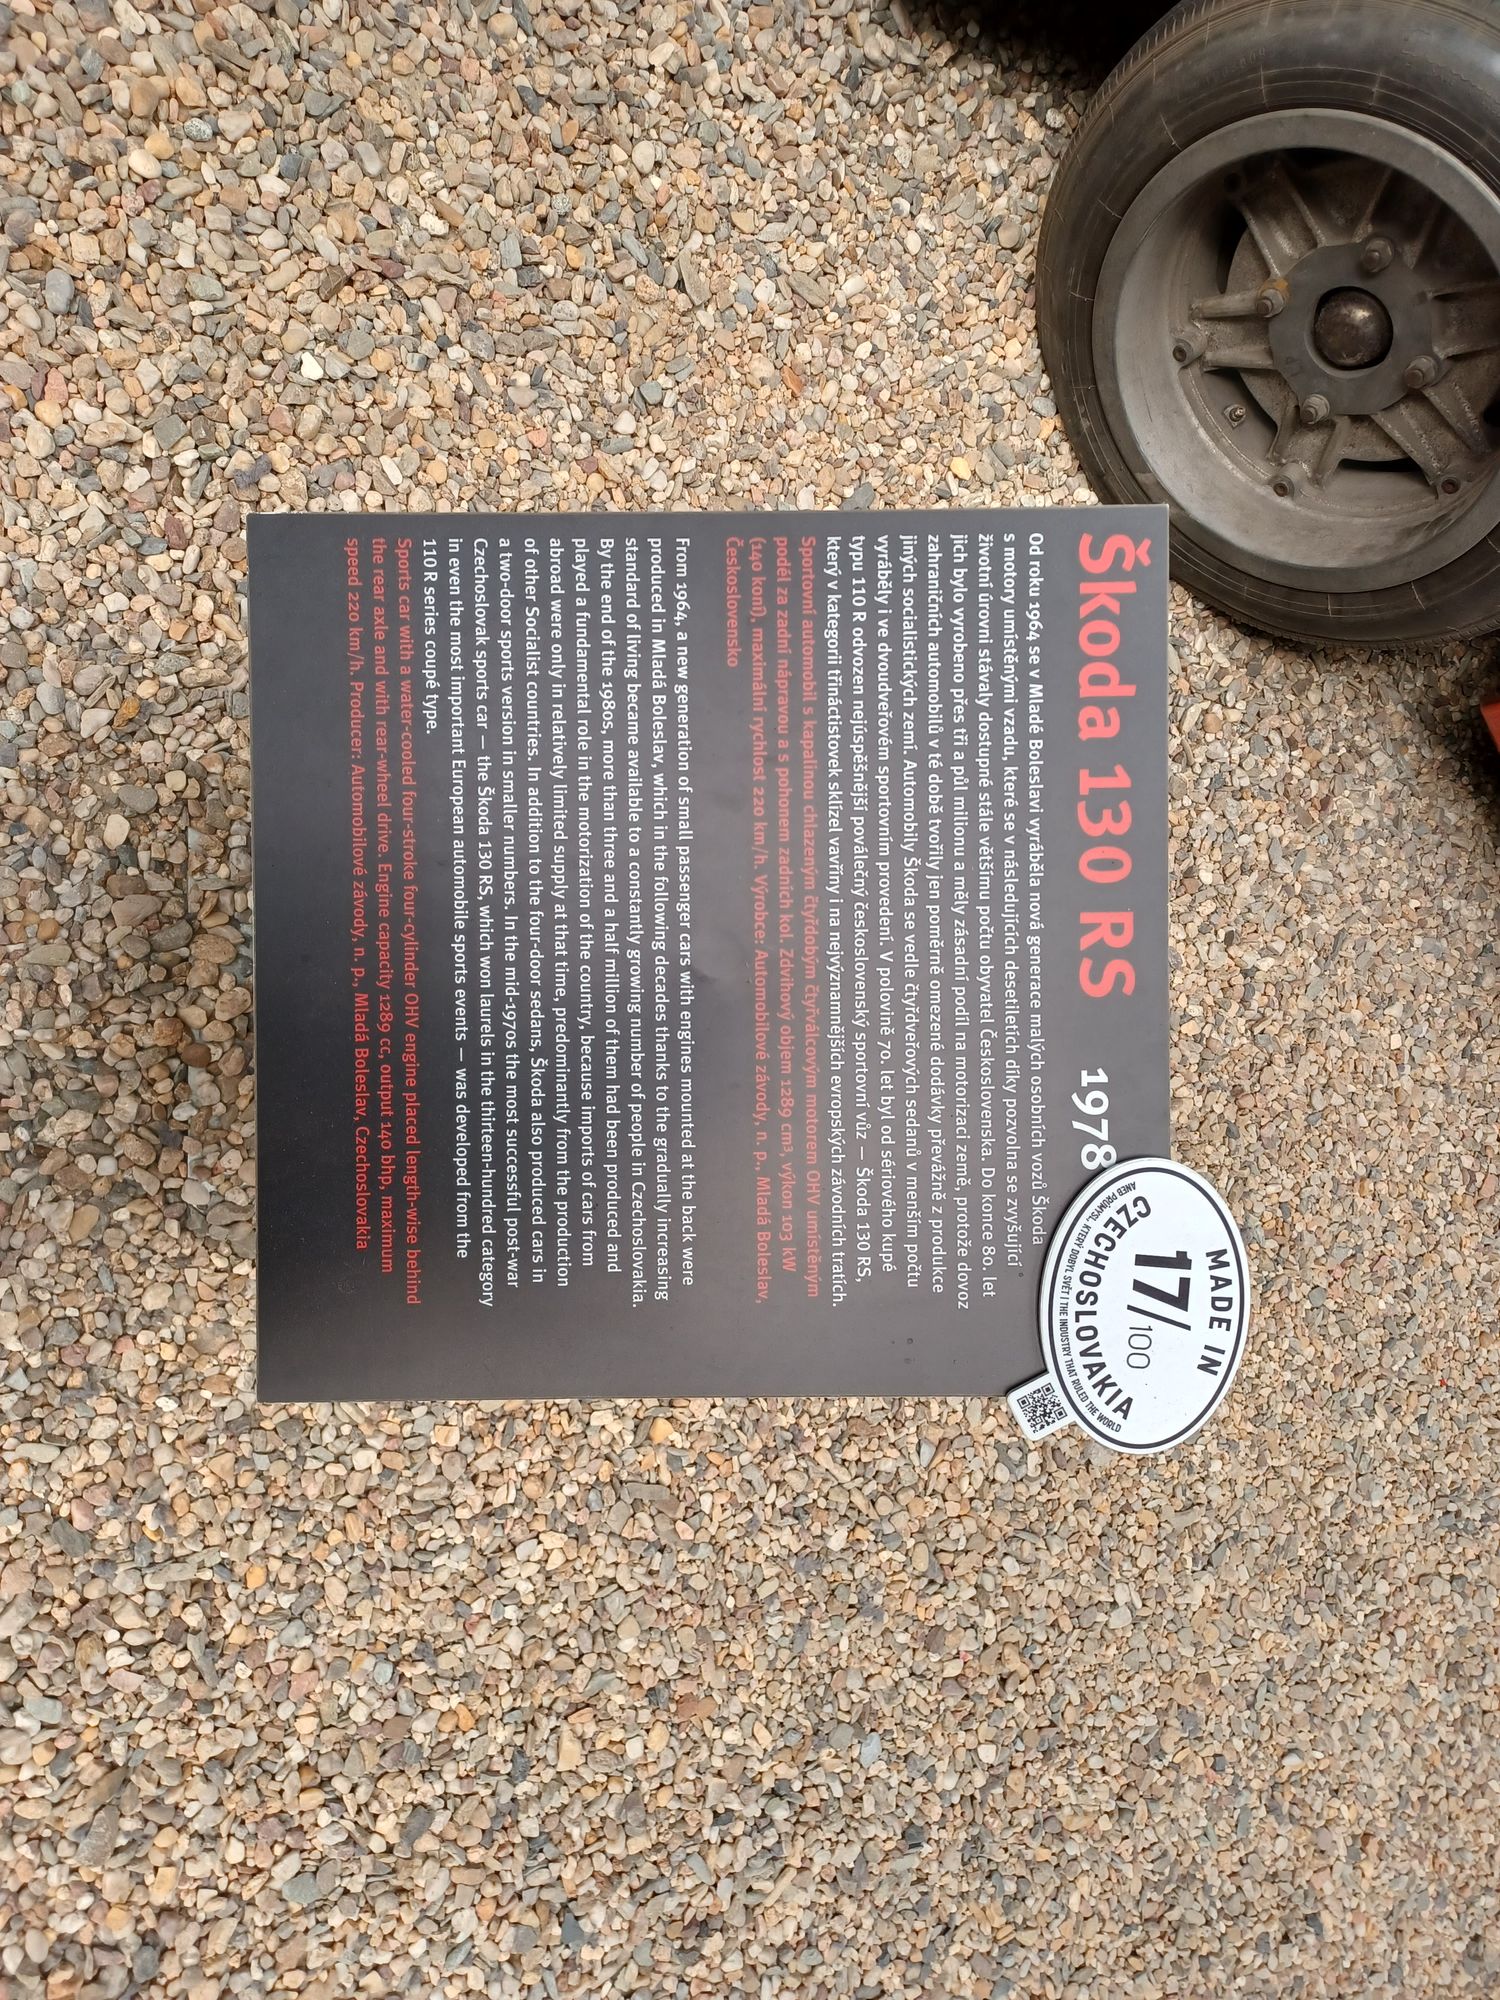 Škoda 130 RS 1978
Od roku 1964 se v Mladé Boleslavi vyráběla nová generace malých osobních vozů Škoda
s motory umístěnými vzadu, které se v následujících desetiletích díky pozvolna se zvyšující
životní úrovni stávaly dostupné stále většímu počtu obyvatel Československa. Do konce 80. let
jich bylo vyrobeno přes tři a půl milionu a měly zásadní podíl na motorizaci země, protože dovoz
zahraničních automobilů v té době tvořily jen poměrně omezené dodávky převážně z produkce
jiných socialistických zemí. Automobily Škoda se vedle čtyřdveřových sedanů v menším počtu
vyráběly i ve dvoudveřovém sportovním provedení. V polovině 70. let byl od sériového kupé
typu 110 R odvozen nejúspěšnější poválečný československý sportovní vůz — Škoda 130 RS,
který v kategorii třináctistovek sklízel vavříny i na nejvýznamnějších evropských závodních tratích.
Sportovní automobil s kapalinou chlazeným čtyřdobým čtyřválcovým motorem OHV umístěným
podél za zadní nápravou a s pohonem zadních kol. Zdvihový objem 1289 cm³, výkon 103 kW
(140 koní), maximální rychlost 220 km/h. Výrobce: Automobilové závody, n. p., Mladá Boleslav,
Československo
From 1964, a new generation of small passenger cars with engines mounted at the back were
produced in Mladá Boleslav, which in the following decades thanks to the gradually increasing
standard of living became available to a constantly growing number of people in Czechoslovakia.
By the end of the 1980s, more than three and a half million of them had been produced and
played a fundamental role in the motorization of the country, because imports of cars from
abroad were only in relatively limited supply at that time, predominantly from the production
of other Socialist countries. In addition to the four-door sedans, Škoda also produced cars in
a two-door sports version in smaller numbers. In the mid-1970s the most successful post-war
Czechoslovak sports car — the Škoda 130 RS, which won laurels in the thirteen-hundred category
in even the most important European automobile sports events — was developed from the
110 R series coupé type.
Sports car with a water-cooled four-stroke four-cylinder OHV engine placed length-wise behind
the rear axle and with rear-wheel drive. Engine capacity 1289 cc, output 140 bhp, maximum
speed 220 km/h. Producer: Automobilové závody, n. p., Mladá Boleslav, Czechoslovakia
MADE IN
17/100
CZECHOSLOVAKIA
ANEB PRŮMYSL, KTERÝ DOBYL SVĚT | THE INDUSTRY THAT RULED THE WORLD